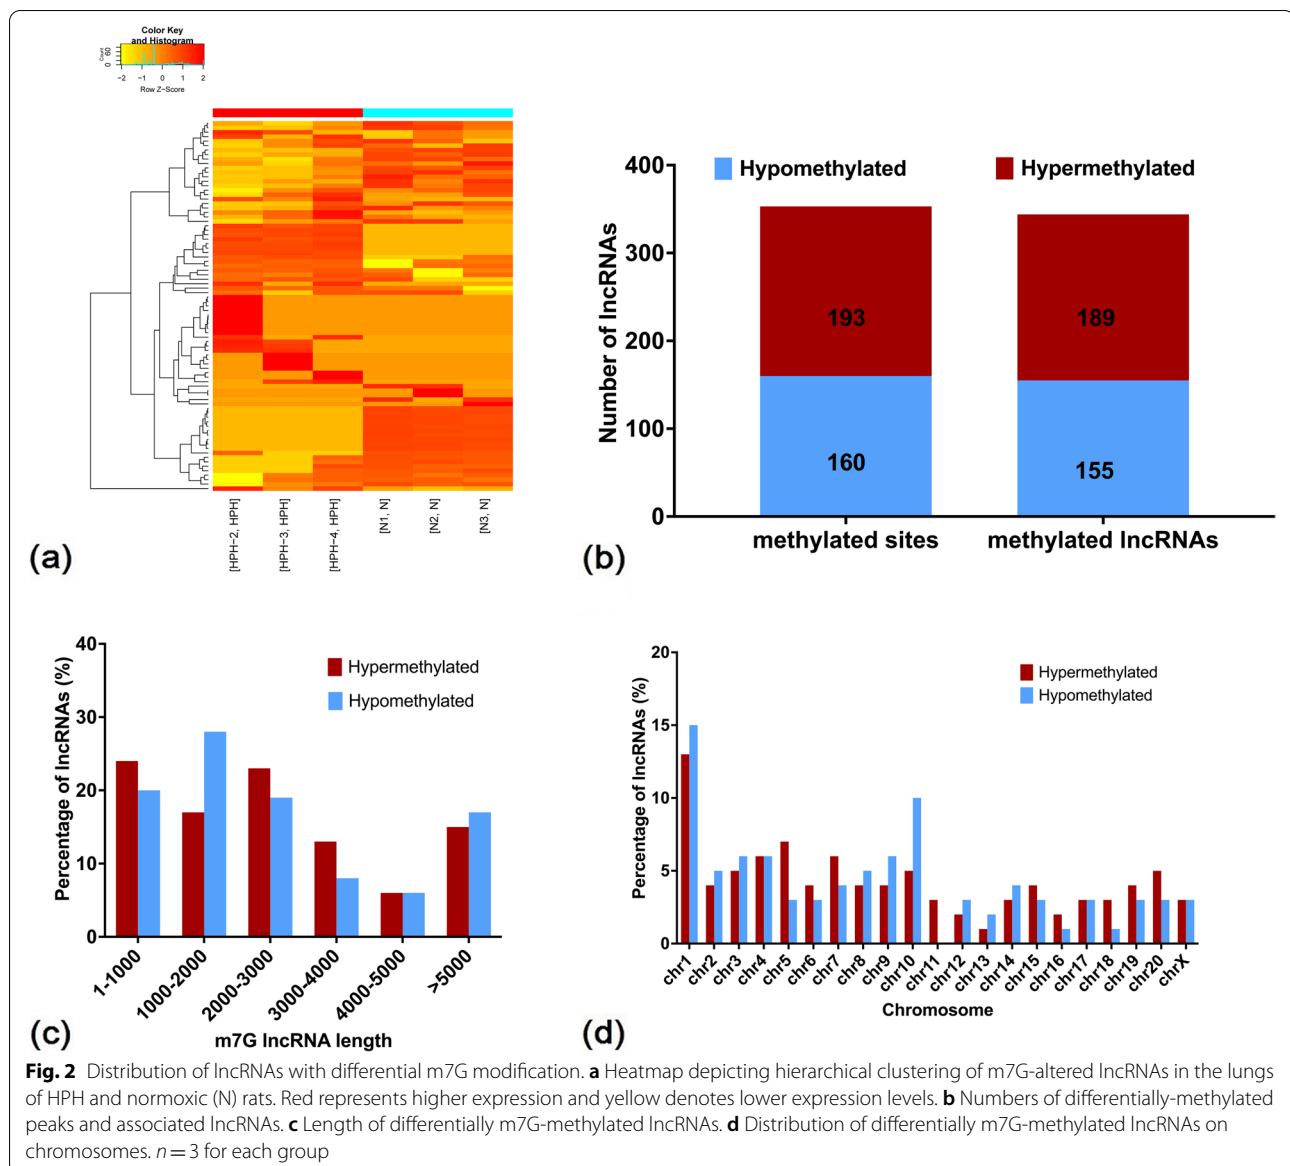 Color Key
and Histogram
Count
0 60
−2 −1 0 1 2
Row Z−Score
[HPH−2, HPH]
[HPH−3, HPH]
[HPH−4, HPH]
[N1, N]
[N2, N]
[N3, N]
(a)
Hypomethylated
Hypermethylated
Number of lncRNAs
400
300
200
100
0
193
189
160
155
methylated sites
methylated lncRNAs
(b)
Hypermethylated
Hypomethylated
Percentage of lncRNAs (%)
40
30
20
10
0
1-1000
1000-2000
2000-3000
3000-4000
4000-5000
>5000
m7G lncRNA length
(c)
Hypermethylated
Hypomethylated
Percentage of lncRNAs (%)
20
15
10
5
0
chr1
chr2
chr3
chr4
chr5
chr6
chr7
chr8
chr9
chr10
chr11
chr12
chr13
chr14
chr15
chr16
chr17
chr18
chr19
chr20
chrX
Chromosome
(d)
Fig. 2 Distribution of lncRNAs with differential m7G modification. a Heatmap depicting hierarchical clustering of m7G-altered lncRNAs in the lungs
of HPH and normoxic (N) rats. Red represents higher expression and yellow denotes lower expression levels. b Numbers of differentially-methylated
peaks and associated lncRNAs. c Length of differentially m7G-methylated lncRNAs. d Distribution of differentially m7G-methylated lncRNAs on
chromosomes. n = 3 for each group